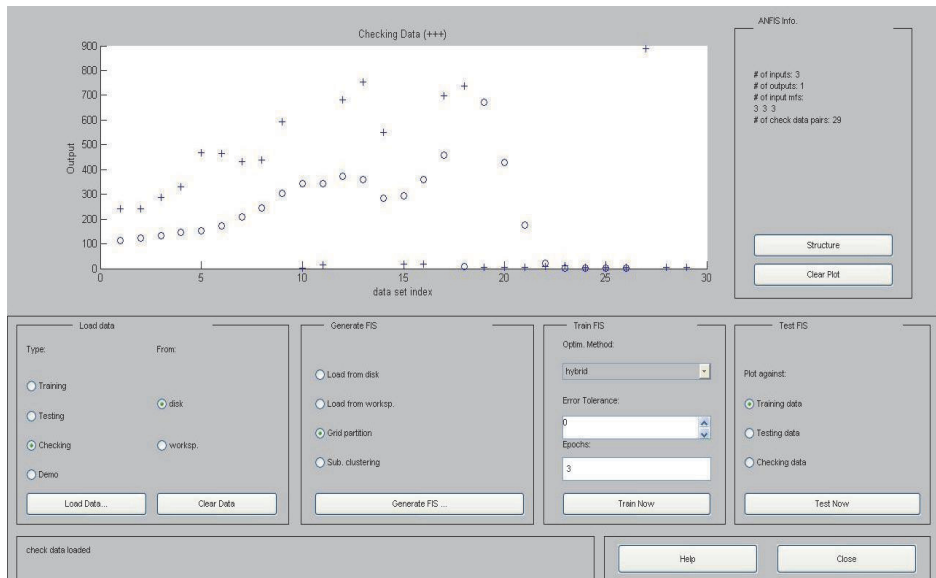 Checking Data (+++)
900
800
700
600
500
400
300
200
100
0
Output
0 5 10 15 20 25 30
data set index
ANFIS Info.
# of inputs: 3
# of outputs: 1
# of input mfs:
3 3 3
# of check data pairs: 29
Structure
Clear Plot
Load data
Type:
From:
Training
disk
Testing
Checking
worksp.
Demo
Load Data...
Clear Data
Generate FIS
Load from disk
Load from worksp.
Grid partition
Sub. clustering
Generate FIS ...
Train FIS
Optim. Method:
hybrid
Error Tolerance:
0
Epochs:
3
Train Now
Test FIS
Plot against:
Training data
Testing data
Checking data
Test Now
check data loaded
Help
Close